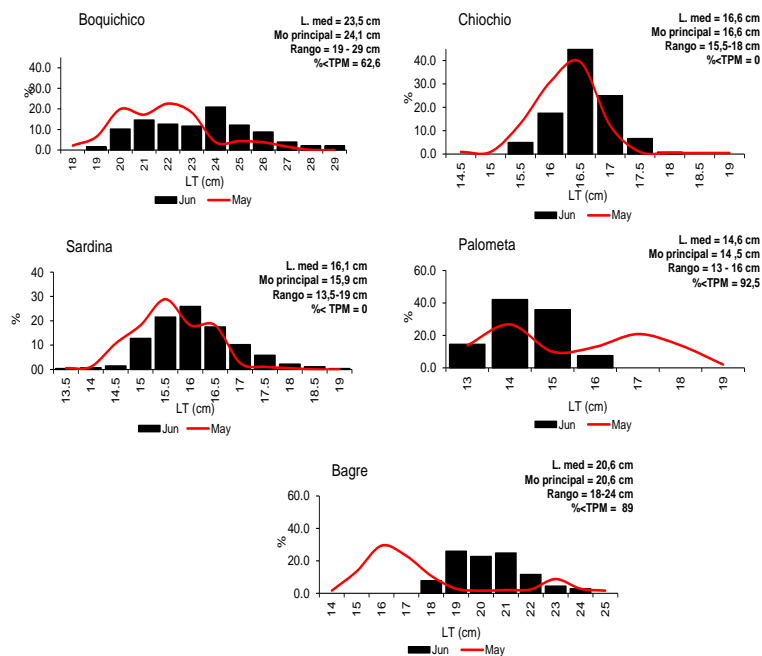 Boquichico
L. med = 23,5 cm
Mo principal = 24,1 cm
Rango = 19 - 29 cm
%<TPM = 62,6
%
40.0
30.0
20.0
10.0
0.0
18 19 20 21 22 23 24 25 26 27 28 29
LT (cm)
Jun May
Chiochio
L. med = 16,6 cm
Mo principal = 16,6 cm
Rango = 15,5-18 cm
%<TPM = 0
%
40.0
30.0
20.0
10.0
0.0
14.5 15 15.5 16 16.5 17 17.5 18 18.5 19
LT (cm)
Jun May
Sardina
L. med = 16,1 cm
Mo principal = 15,9 cm
Rango = 13,5-19 cm
%< TPM = 0
%
40
30
20
10
00
13.5 14 14.5 15 15.5 16 16.5 17 17.5 18 18.5 19
LT (cm)
Jun May
Palometa
L. med = 14,6 cm
Mo principal = 14 ,5 cm
Rango = 13 - 16 cm
%<TPM = 92,5
%
60.0
40.0
20.0
0.0
13 14 15 16 17 18 19
LT (cm)
Jun May
Bagre
L. med = 20,6 cm
Mo principal = 20,6 cm
Rango = 18-24 cm
%<TPM = 89
%
60.0
40.0
20.0
0.0
14 15 16 17 18 19 20 21 22 23 24 25
LT (cm)
Jun May